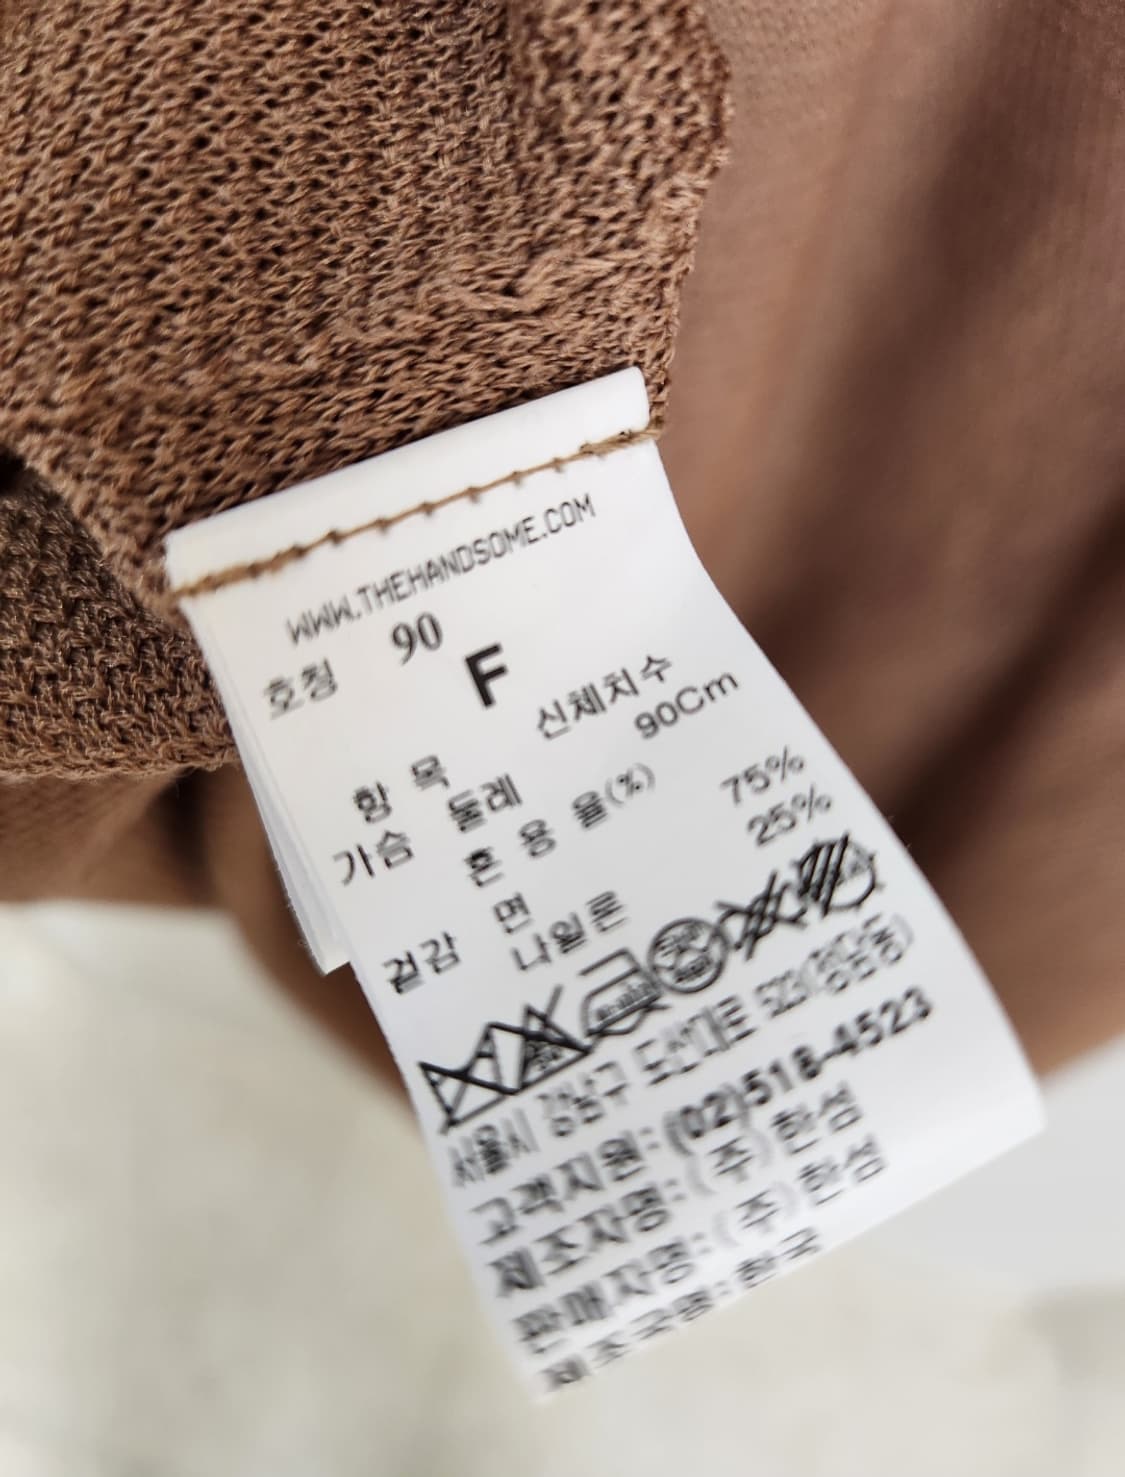 WWW.THEHANDSOME.COM
호칭 90
F
항 목 신체치수
가슴 둘레 90Cm
혼 용 율(%)
겉감 면 75%
나일론 25%
서울시 강남구 도산대로 523(청담동)
고객지원: (02)518-4523
제조자명: (주)한섬
판매자명: (주)한섬
제조국명: 한국